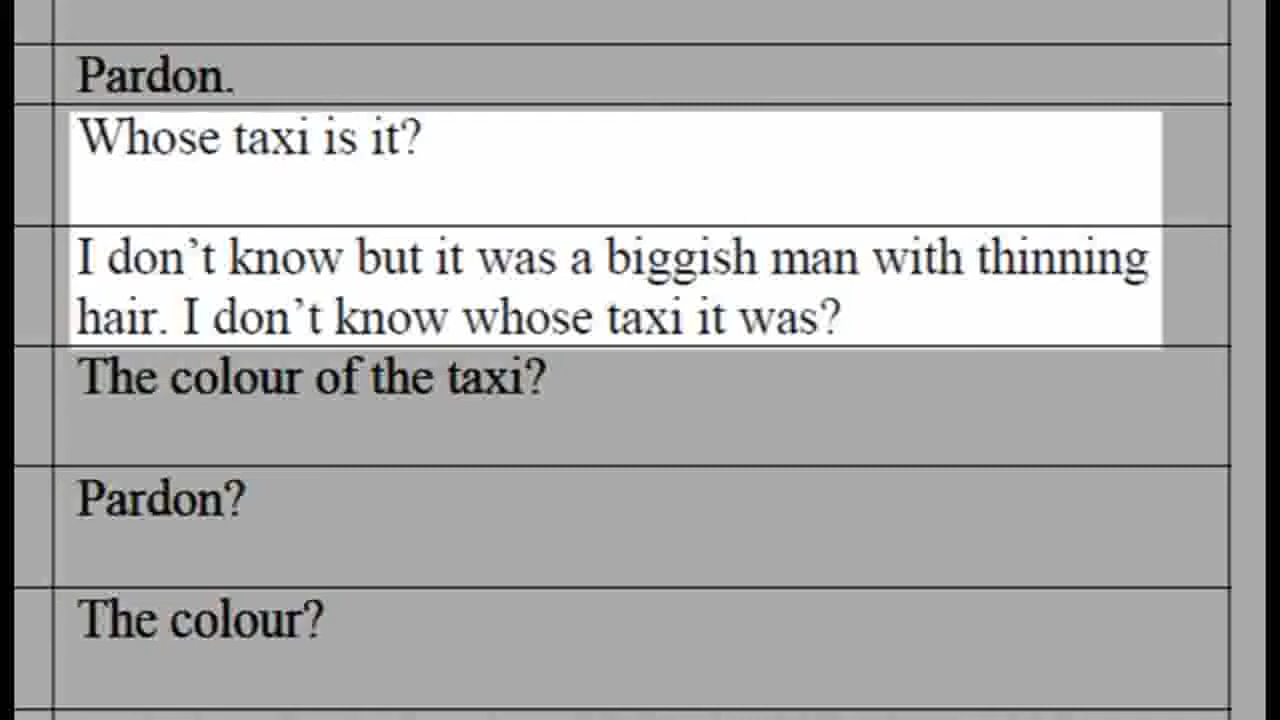 Pardon.
Whose taxi is it?
I don’t know but it was a biggish man with thinning
hair. I don’t know whose taxi it was?
The colour of the taxi?
Pardon?
The colour?